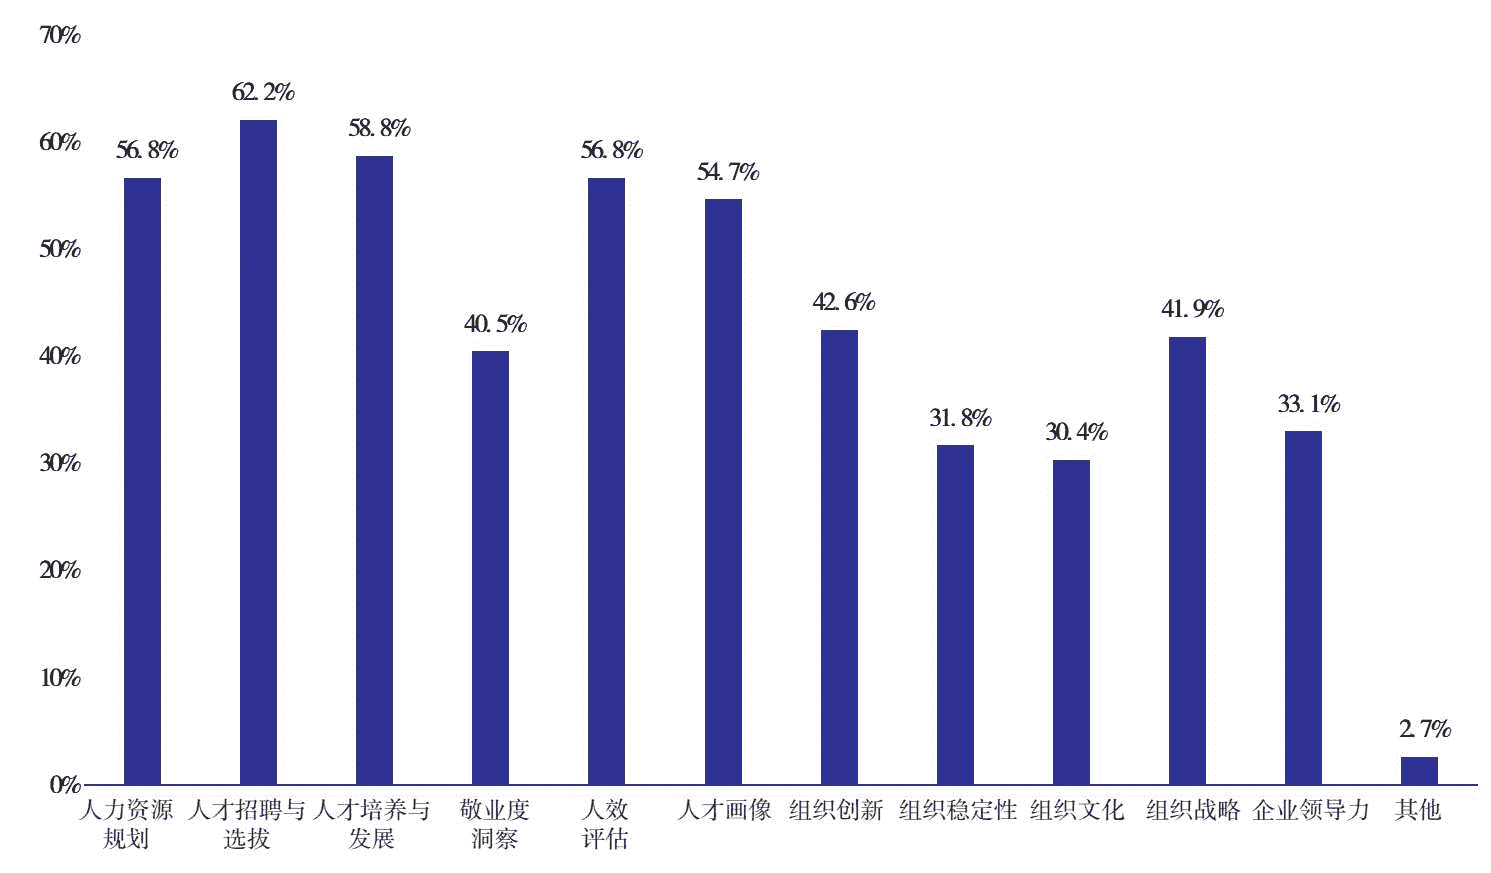 70%
60%
50%
40%
30%
20%
10%
0%
56.8%
62.2%
58.8%
40.5%
56.8%
54.7%
42.6%
31.8%
30.4%
41.9%
33.1%
2.7%
人力资源
规划
人才招聘与
选拔
人才培养与
发展
敬业度
洞察
人效
评估
人才画像
组织创新
组织稳定性
组织文化
组织战略
企业领导力
其他